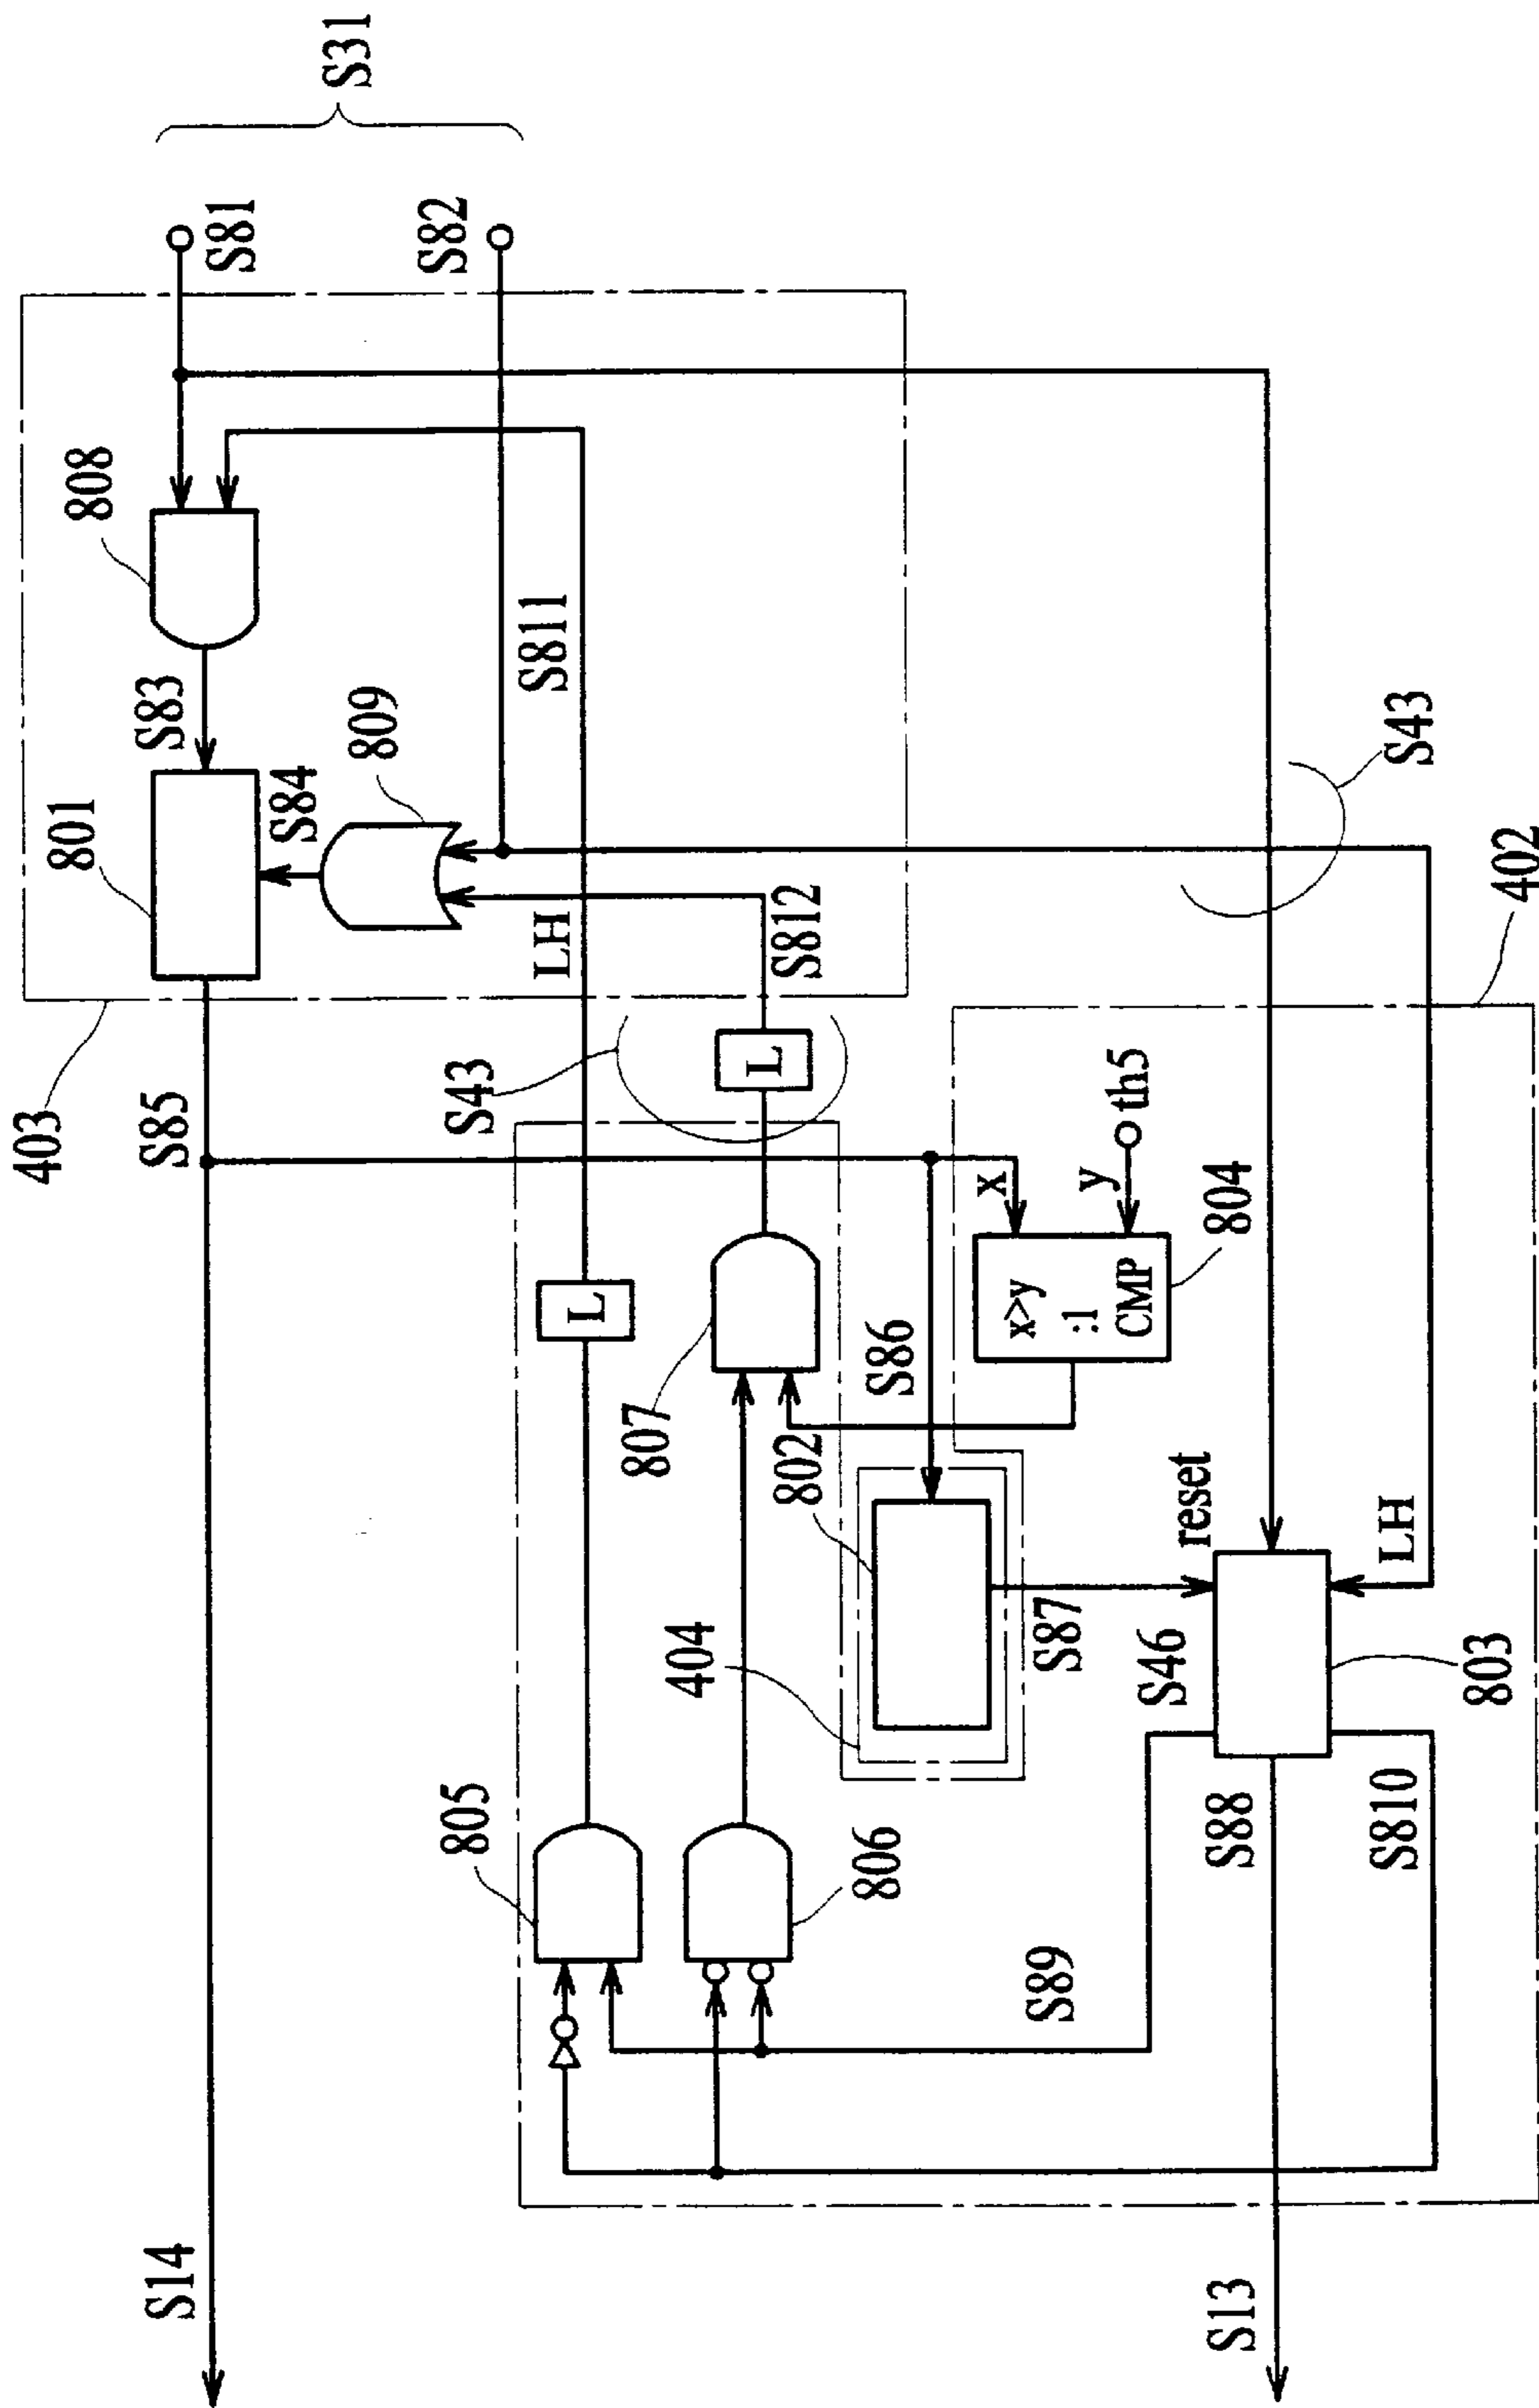 S31
S81
S82
808
S83
801
S84
809
S811
LH
S812
403
S85
S43
S43
402
L
L
th5
x
y
x>y
:1
CMP
804
807
S86
802
reset
LH
404
S87
S46
803
805
806
S88
S810
S89
S14
S13